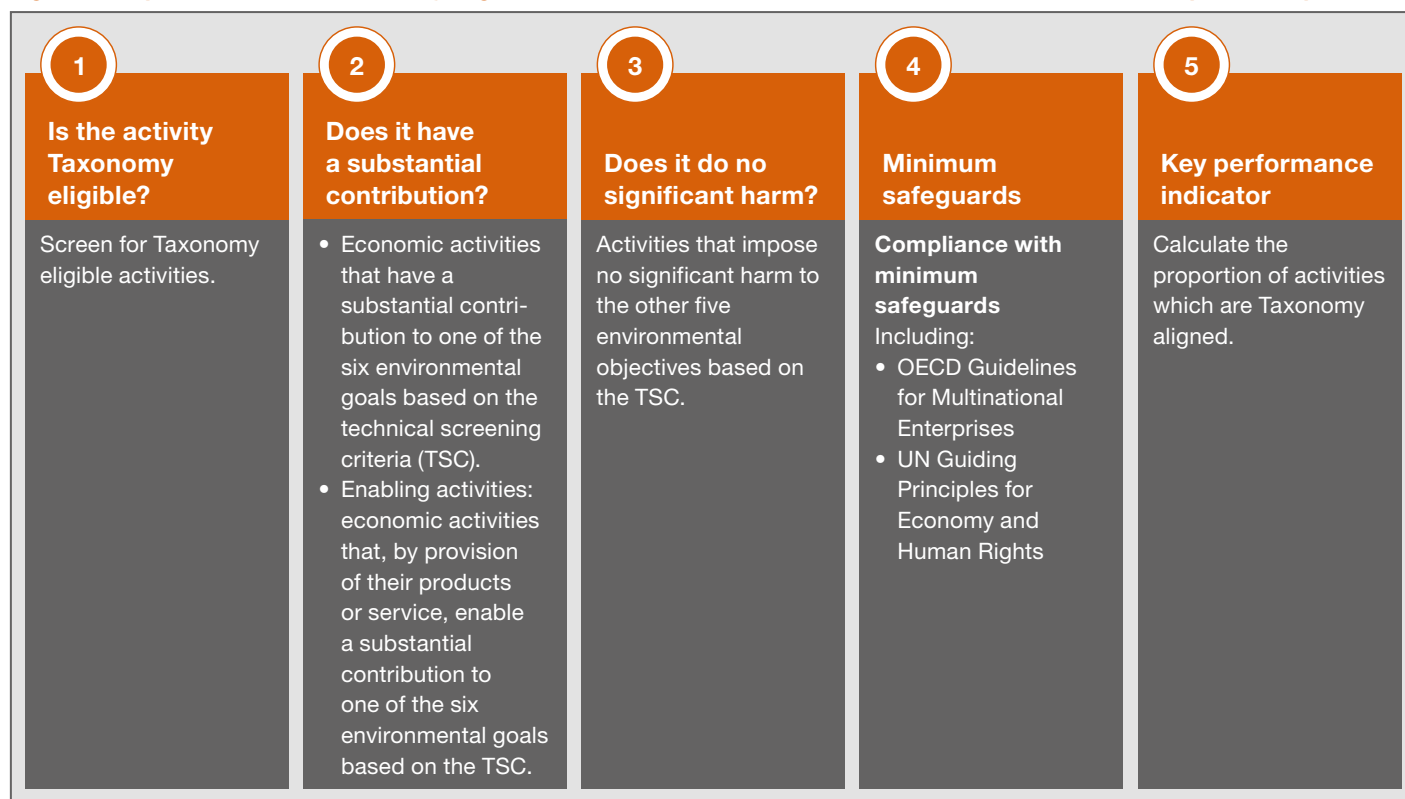 1
Is the activity
Taxonomy
eligible?
Screen for Taxonomy
eligible activities.
2
Does it have
a substantial
contribution?
• Economic activities
that have a
substantial contri-
bution to one of the
six environmental
goals based on the
technical screening
criteria (TSC).
• Enabling activities:
economic activities
that, by provision
of their products
or service, enable
a substantial
contribution to
one of the six
environmental goals
based on the TSC.
3
Does it do no
significant harm?
Activities that impose
no significant harm to
the other five
environmental
objectives based on
the TSC.
4
Minimum
safeguards
Compliance with
minimum
safeguards
Including:
• OECD Guidelines
for Multinational
Enterprises
• UN Guiding
Principles for
Economy and
Human Rights
5
Key performance
indicator
Calculate the
proportion of activities
which are Taxonomy
aligned.